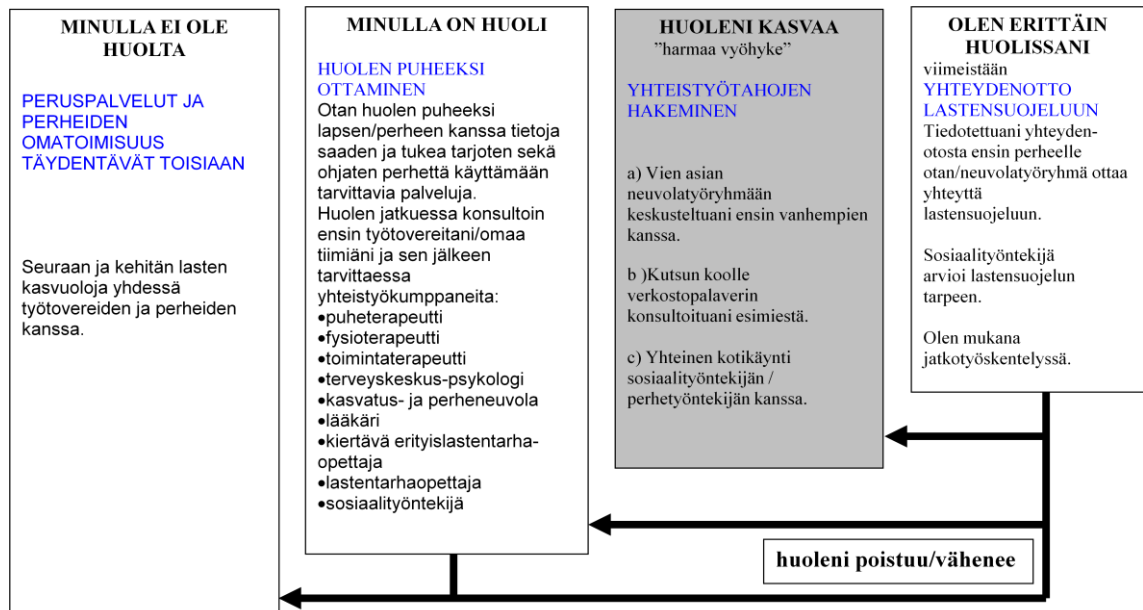 MINULLA EI OLE
HUOLTA
PERUSPALVELUT JA
PERHEIDEN
OMATOIMISUUS
TÄYDENTÄVÄT TOISIAAN
Seuraan ja kehitän lasten
kasvuoloja yhdessä
työtovereiden ja perheiden
kanssa.
MINULLA ON HUOLI
HUOLEN PUHEEKSI
OTTAMINEN
Otan huolen puheeksi
lapsen/perheen kanssa tietoja
saaden ja tukea tarjoten sekä
ohjaten perhettä käyttämään
tarvittavia palveluja.
Huolen jatkuessa konsultoin
ensin työtovereitani/omaa
tiimiäni ja sen jälkeen
tarvittaessa
yhteistyökumppaneita:
•puheterapeutti
•fysioterapeutti
•toimintaterapeutti
•terveyskeskus-psykologi
•kasvatus- ja perheneuvola
•lääkäri
•kiertävä erityislastentarha-
opettaja
•lastentarhaopettaja
•sosiaalityöntekijä
HUOLENI KASVAA
”harmaa vyöhyke”
YHTEISTYÖTAHOJEN
HAKEMINEN
a) Vien asian
neuvolatyöryhmään
keskusteltuani ensin vanhempien
kanssa.
b )Kutsun koolle
verkostopalaverin
konsultoituani esimiestä.
c) Yhteinen kotikäynti
sosiaalityöntekijän /
perhetyöntekijän kanssa.
OLEN ERITTÄIN
HUOLISSANI
viimeistään
YHTEYDENOTTO
LASTENSUOJELUUN
Tiedotettuani yhteyden-
otosta ensin perheelle
otan/neuvolatyöryhmä ottaa
yhteyttä
lastensuojeluun.
Sosiaalityöntekijä
arvioi lastensuojelun
tarpeen.
Olen mukana
jatkotyöskentelyssä.
huoleni poistuu/vähenee